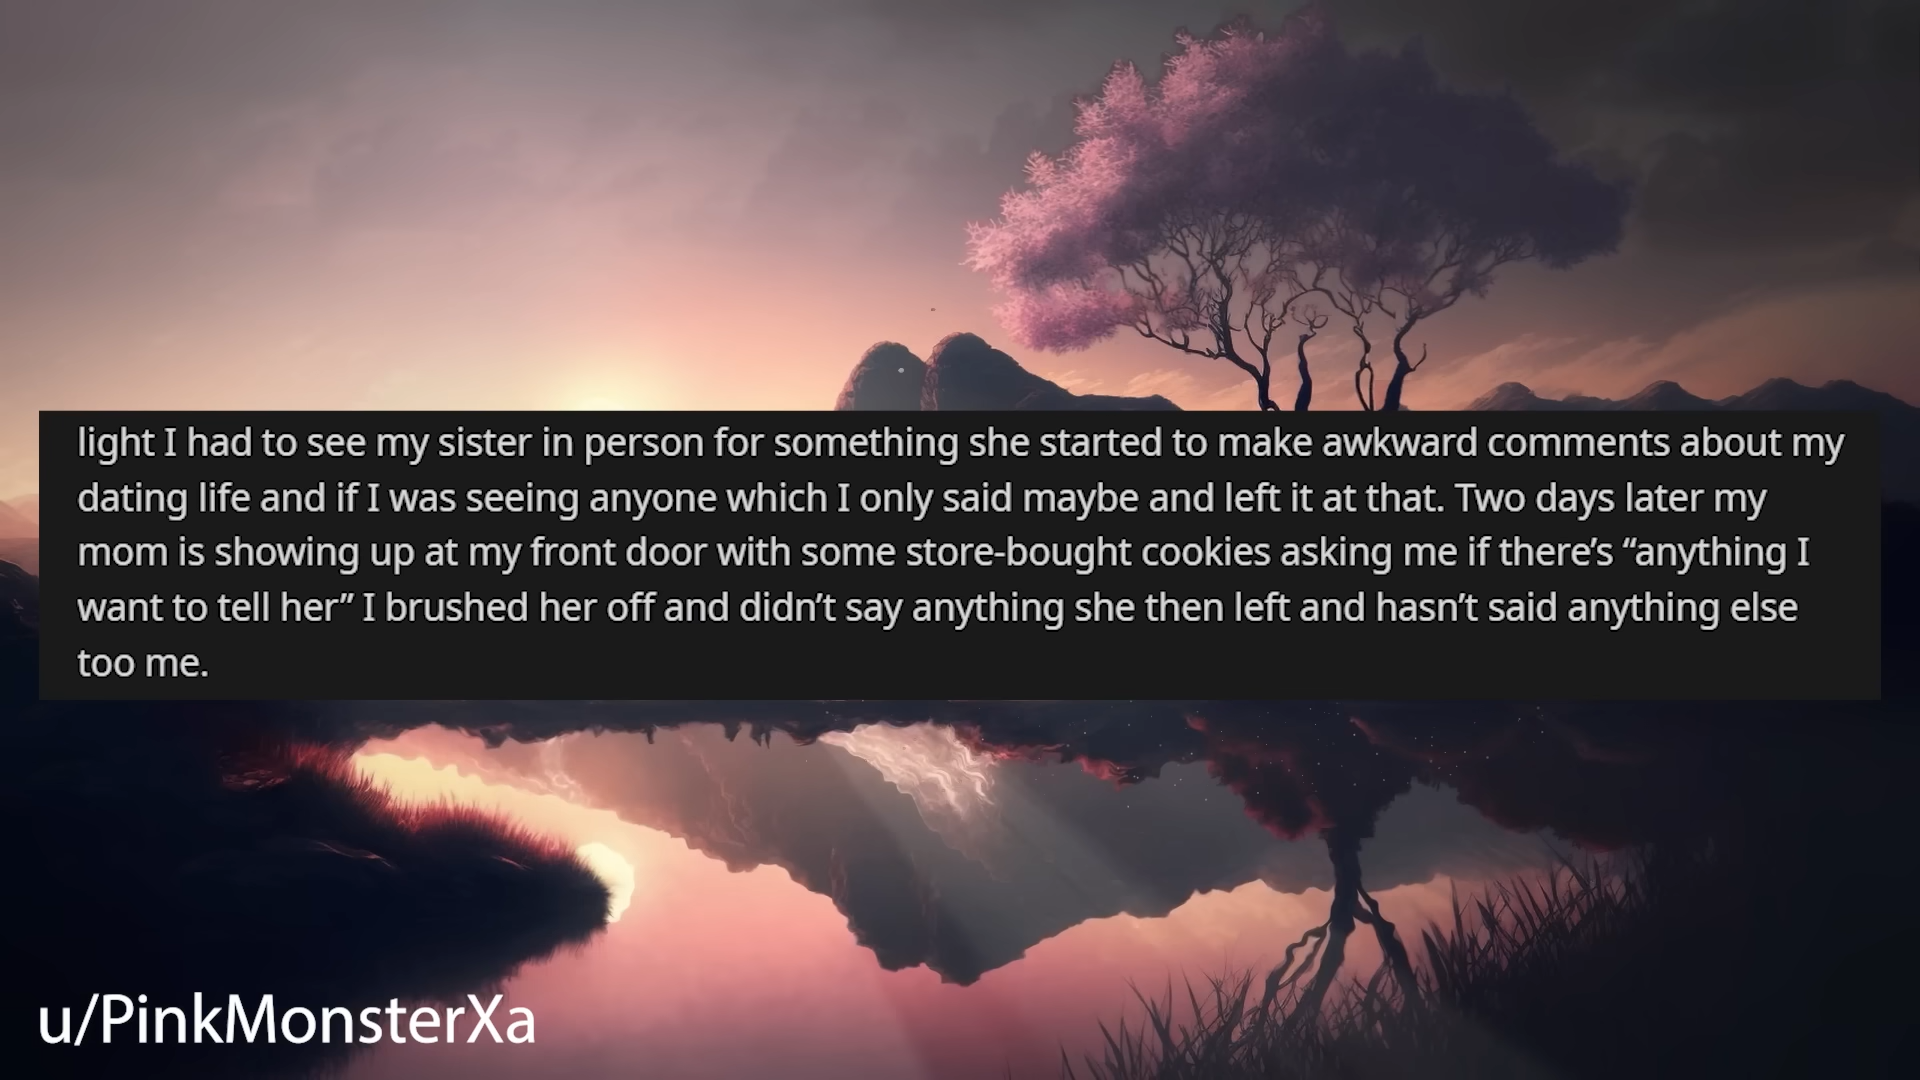 light I had to see my sister in person for something she started to make awkward comments about my
dating life and if I was seeing anyone which I only said maybe and left it at that. Two days later my
mom is showing up at my front door with some store-bought cookies asking me if there’s “anything I
want to tell her” I brushed her off and didn’t say anything she then left and hasn’t said anything else
too me.
u/PinkMonsterXa